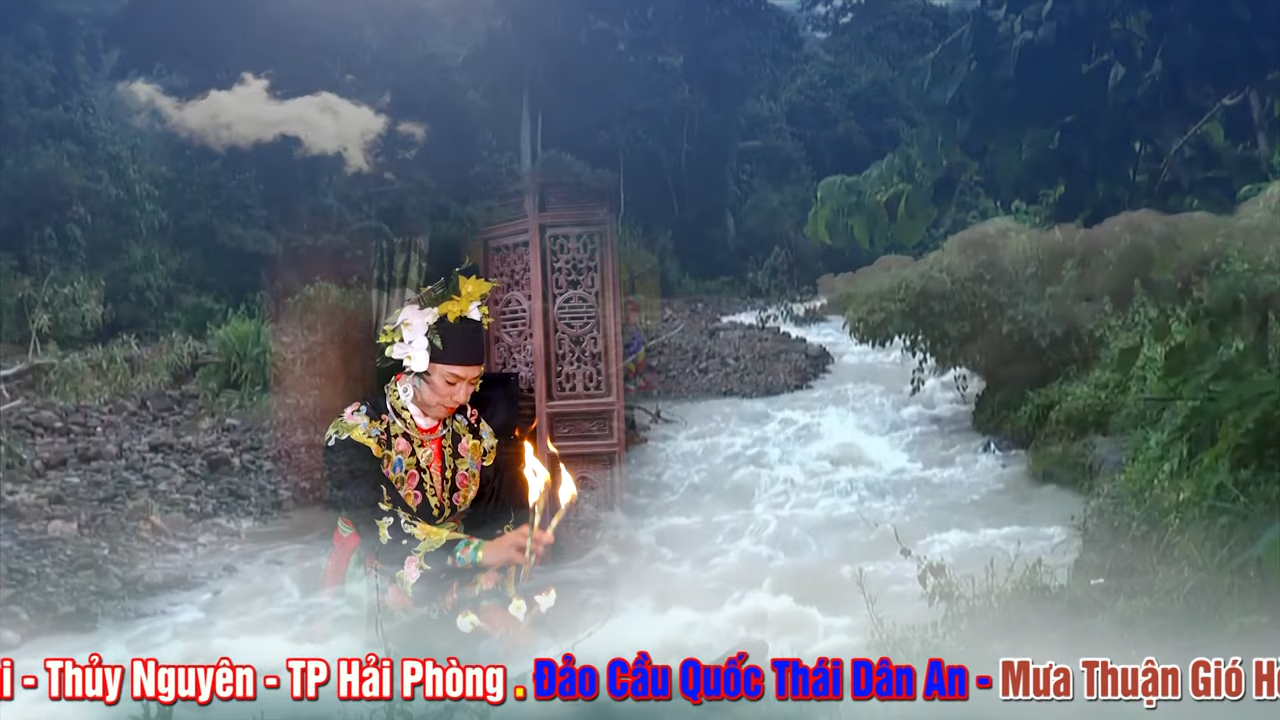 i - Thủy Nguyên - TP Hải Phòng . Đảo Cầu Quốc Thái Dân An - Mưa Thuận Gió H